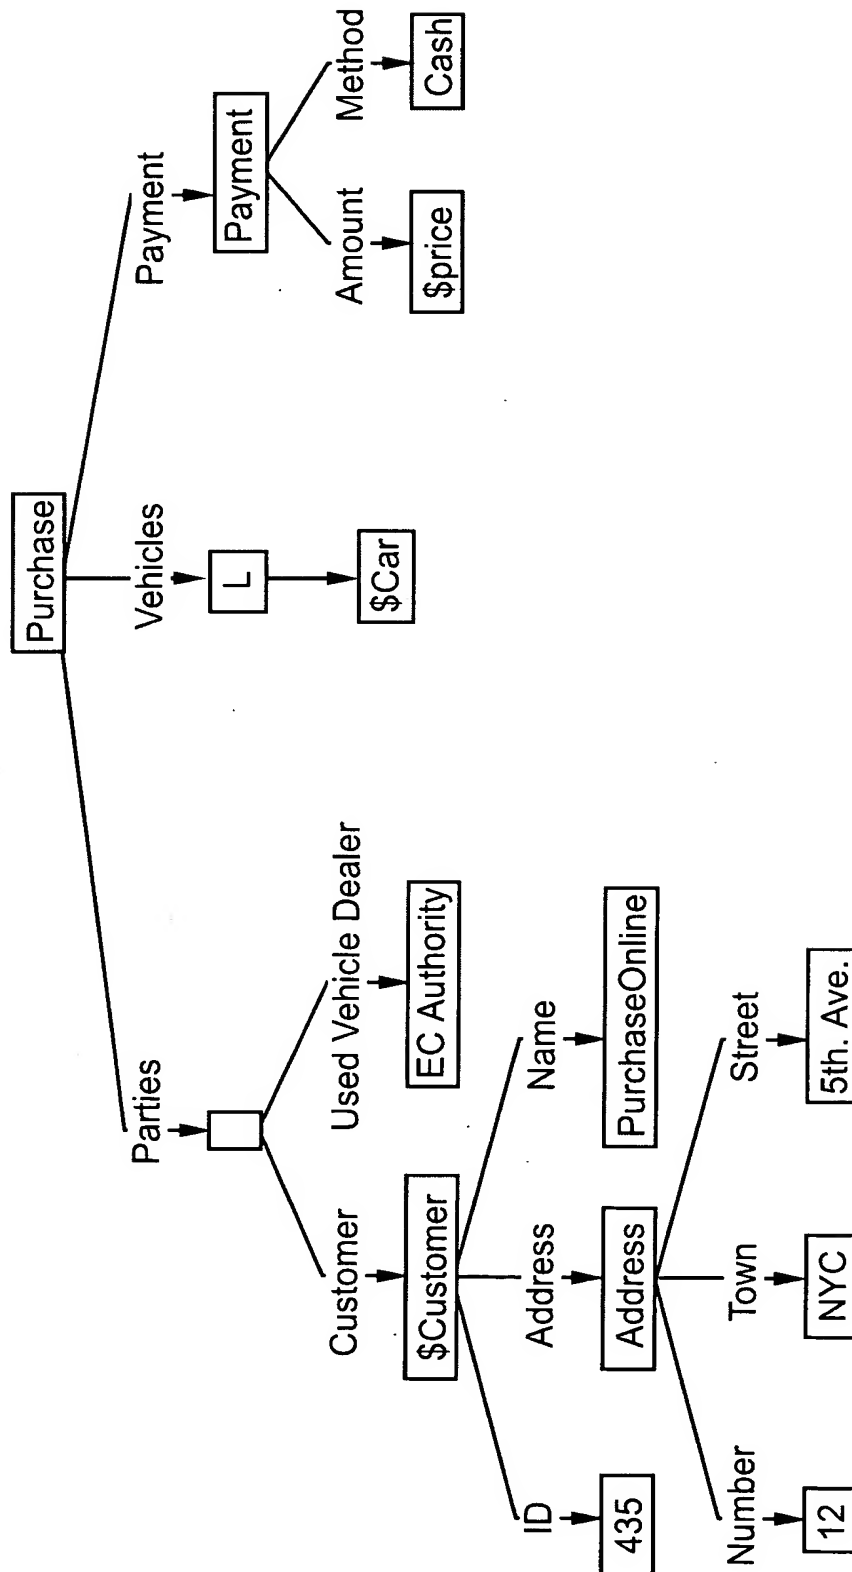 Purchase
Parties
Vehicles
Payment
L
Payment
Customer
Used Vehicle Dealer
$Car
Amount
Method
$Customer
EC Authority
$price
Cash
ID
Address
Name
435
Address
PurchaseOnline
Number
Town
Street
12
NYC
5th. Ave.